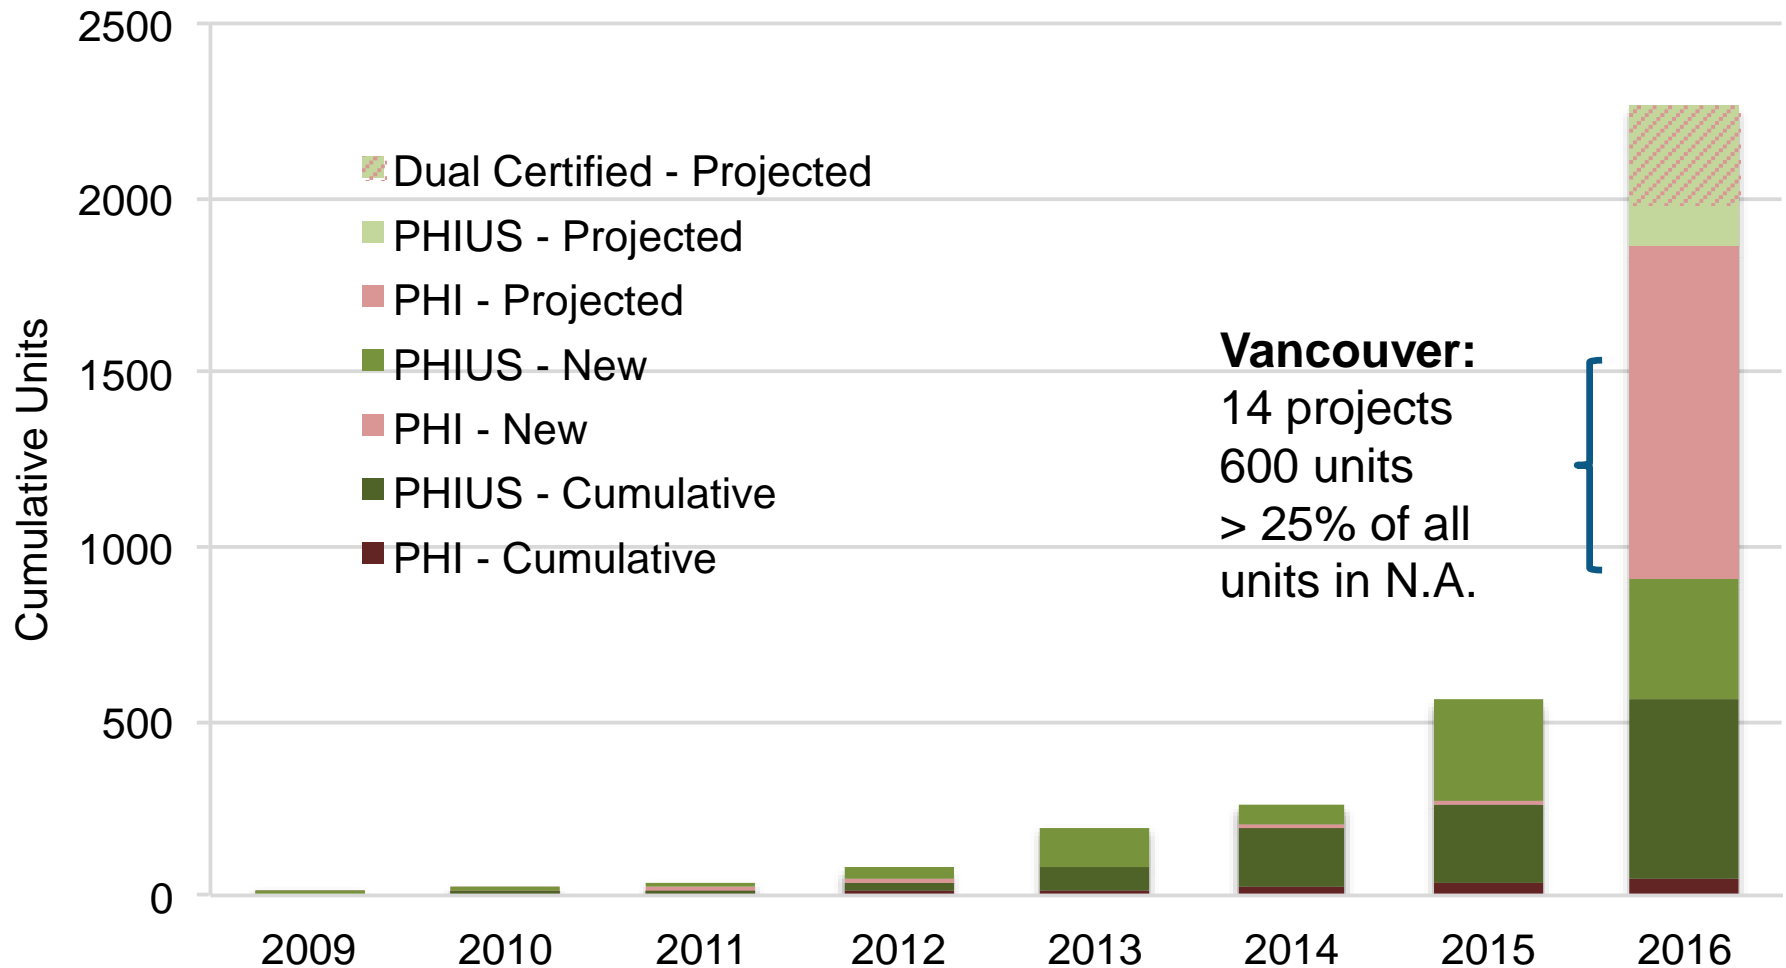 2500
2000
1500
1000
500
0
Cumulative Units
Dual Certified - Projected
PHIUS - Projected
PHI - Projected
PHIUS - New
PHI - New
PHIUS - Cumulative
PHI - Cumulative
Vancouver:
14 projects
600 units
> 25% of all
units in N.A.
2009 2010 2011 2012 2013 2014 2015 2016